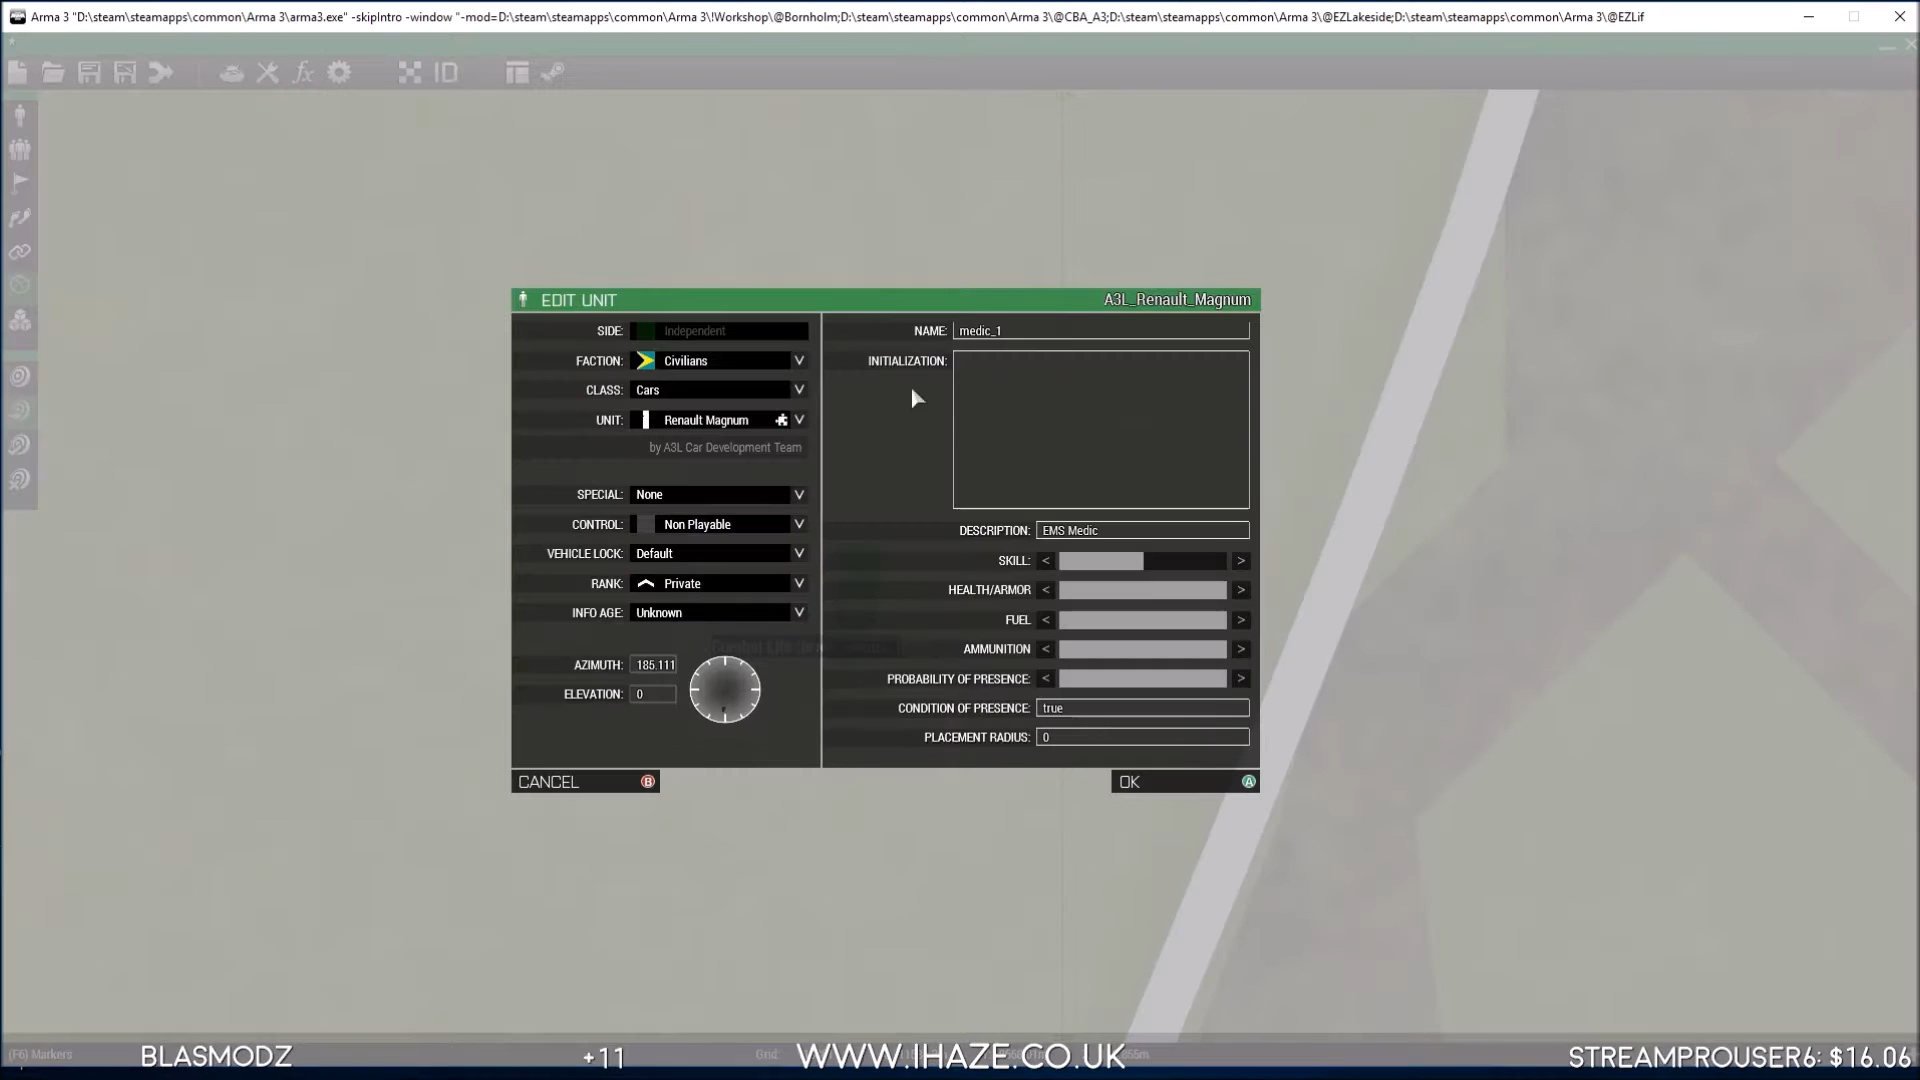 Arma 3 "D:\steam\steamapps\common\Arma 3\arma3.exe" -skipIntro -window "-mod=D:\steam\steamapps\common\Arma 3\!Workshop\@Bornholm;D:\steam\steamapps\common\Arma 3\@CBA_A3;D:\steam\steamapps\common\Arma 3\@EZLakeside;D:\steam\steamapps\common\Arma 3\@EZLif
ID
EDIT UNIT A3L_Renault_Magnum
SIDE: Independent
FACTION: Civilians
CLASS: Cars
UNIT: Renault Magnum
by A3L Car Development Team
SPECIAL: None
CONTROL: Non Playable
VEHICLE LOCK: Default
RANK: Private
INFO AGE: Unknown
AZIMUTH: 185.111
ELEVATION: 0
NAME: medic_1
INITIALIZATION:
DESCRIPTION: EMS Medic
SKILL: < >
HEALTH/ARMOR < >
FUEL < >
AMMUNITION < >
PROBABILITY OF PRESENCE: < >
CONDITION OF PRESENCE: true
PLACEMENT RADIUS: 0
CANCEL B
OK A
(F6) Markers
Grid:
BLASMODZ +11 WWW.IHAZE.CO.UK STREAMPROUSER6: $16.06